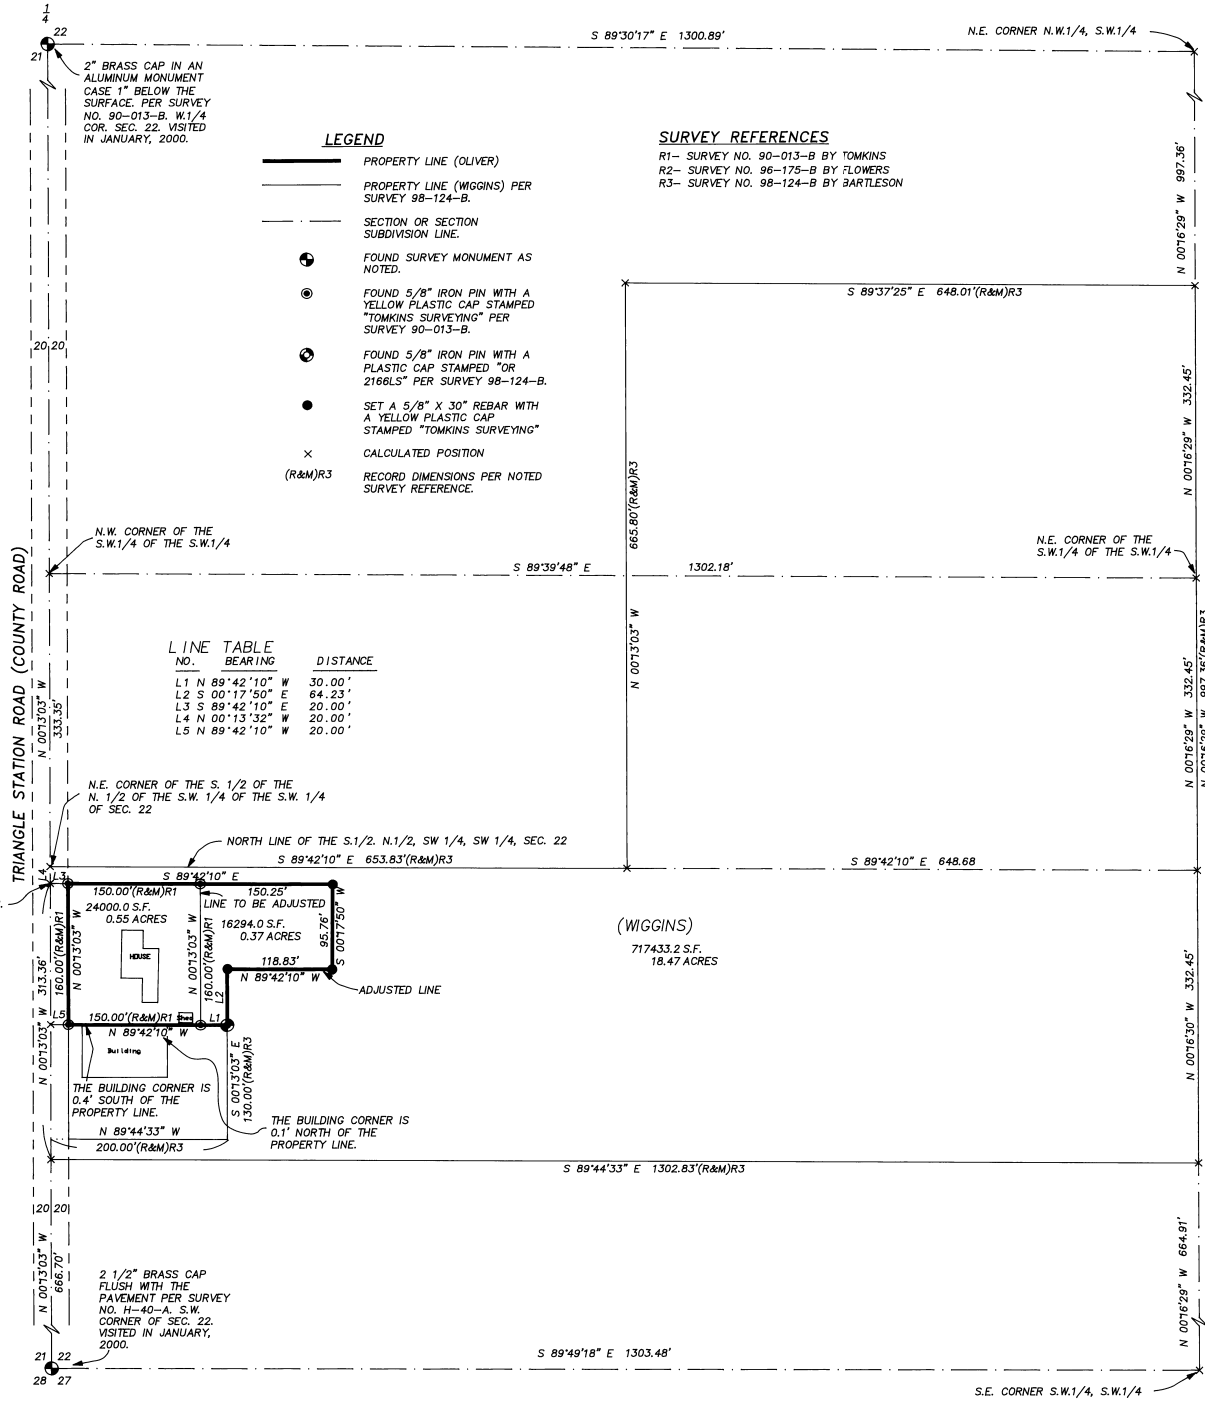 1
4
22
21
S 89°30'17" E 1300.89'
N.E. CORNER N.W.1/4, S.W.1/4
2" BRASS CAP IN AN
ALUMINUM MONUMENT
CASE 1" BELOW THE
SURFACE. PER SURVEY
NO. 90-013-B. W.1/4
COR. SEC. 22. VISITED
IN JANUARY, 2000.
LEGEND
PROPERTY LINE (OLIVER)
PROPERTY LINE (WIGGINS) PER
SURVEY 98-124-B.
SECTION OR SECTION
SUBDIVISION LINE.
FOUND SURVEY MONUMENT AS
NOTED.
FOUND 5/8" IRON PIN WITH A
YELLOW PLASTIC CAP STAMPED
"TOMKINS SURVEYING" PER
SURVEY 90-013-B.
FOUND 5/8" IRON PIN WITH A
PLASTIC CAP STAMPED "OR
2166LS" PER SURVEY 98-124-B.
SET A 5/8" X 30" REBAR WITH
A YELLOW PLASTIC CAP
STAMPED "TOMKINS SURVEYING"
CALCULATED POSITION
(R&M)R3
RECORD DIMENSIONS PER NOTED
SURVEY REFERENCE.
SURVEY REFERENCES
R1- SURVEY NO. 90-013-B BY TOMKINS
R2- SURVEY NO. 96-175-B BY FLOWERS
R3- SURVEY NO. 98-124-B BY BARTLESON
N 00°16'29" W 997.36'
S 89°37'25" E 648.01'(R&M)R3
20 20
N 00°16'29" W 332.45'
665.80'(R&M)R3
N 00°13'03" W
N.W. CORNER OF THE
S.W.1/4 OF THE S.W.1/4
N.E. CORNER OF THE
S.W.1/4 OF THE S.W.1/4
S 89°39'48" E 1302.18'
TRIANGLE STATION ROAD (COUNTY ROAD)
LINE TABLE
NO. BEARING DISTANCE
L1 N 89°42'10" W 30.00'
L2 S 00°17'50" E 64.23'
L3 S 89°42'10" E 20.00'
L4 N 00°13'32" W 20.00'
L5 N 89°42'10" W 20.00'
N 00°13'03" W
333.35'
N 00°16'29" W 332.45'
N 00°16'29" W 997.36'(R&M)R3
N.E. CORNER OF THE S. 1/2 OF THE
N. 1/2 OF THE S.W. 1/4 OF THE S.W. 1/4
OF SEC. 22
NORTH LINE OF THE S.1/2. N.1/2, SW 1/4, SW 1/4, SEC. 22
S 89°42'10" E 653.83'(R&M)R3
S 89°42'10" E 648.68
L4
L3
S 89°42'10" E
150.00'(R&M)R1
150.25'
24000.0 S.F.
0.55 ACRES
LINE TO BE ADJUSTED
16294.0 S.F.
0.37 ACRES
160.00'(R&M)R1
N 00°13'03" W
HOUSE
N 00°13'03" W
160.00'(R&M)R1
95.76'
S 00°17'50" W
118.83'
N 89°42'10" W
ADJUSTED LINE
L2
(WIGGINS)
717433.2 S.F.
18.47 ACRES
N 00°13'03" W 313.36'
L5
150.00'(R&M)R1
Shed
L1
N 89°42'10" W
Building
S 00°13'03" E
130.00'(R&M)R3
N 00°16'30" W 332.45'
THE BUILDING CORNER IS
0.4' SOUTH OF THE
PROPERTY LINE.
THE BUILDING CORNER IS
0.1' NORTH OF THE
PROPERTY LINE.
N 89°44'33" W
200.00'(R&M)R3
S 89°44'33" E 1302.83'(R&M)R3
20 20
N 00°13'03" W
666.70'
N 00°16'29" W 664.91'
2 1/2" BRASS CAP
FLUSH WITH THE
PAVEMENT PER SURVEY
NO. H-40-A. S.W.
CORNER OF SEC. 22.
VISITED IN JANUARY,
2000.
21 22
28 27
S 89°49'18" E 1303.48'
S.E. CORNER S.W.1/4, S.W.1/4